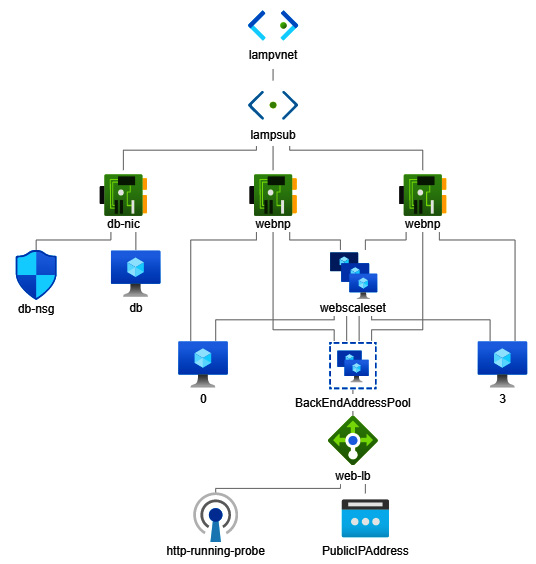 lampvnet
lampsub
db-nic
webnp
webnp
db-nsg
db
webscaleset
0
BackEndAddressPool
3
web-lb
http-running-probe
PublicIPAddress